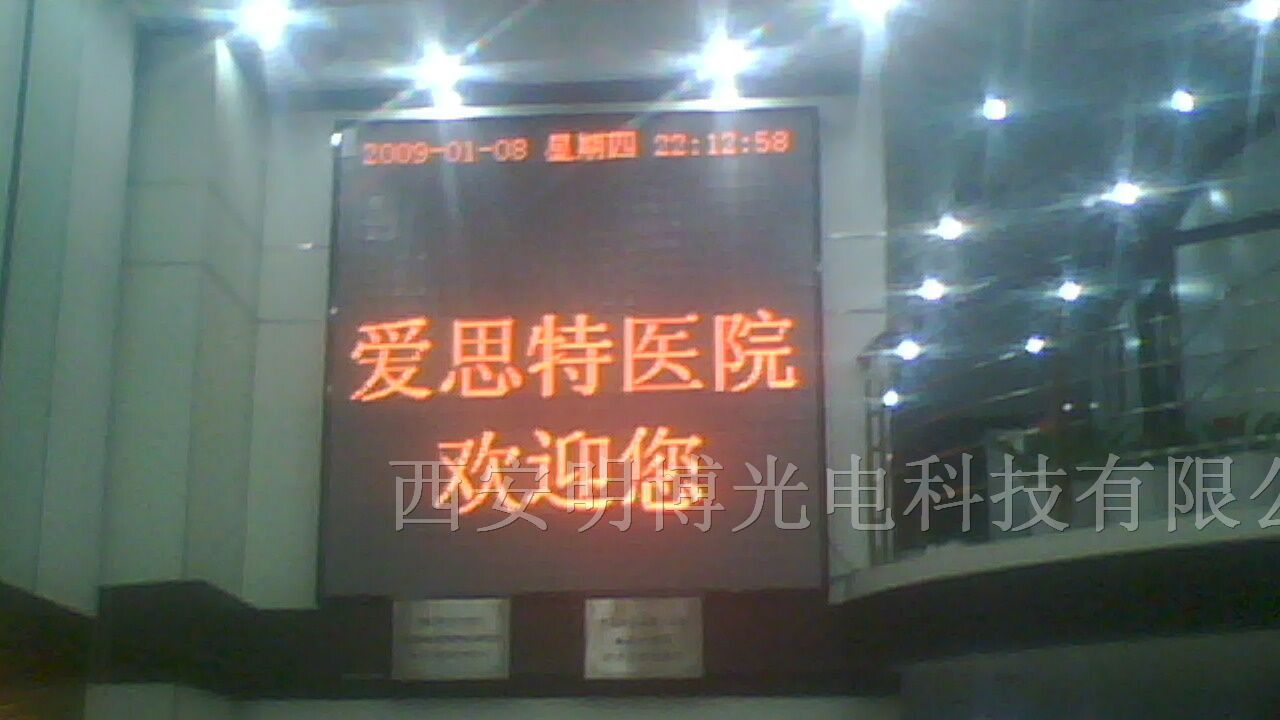 2009-01-08 星期四 22:12:58
爱思特医院
欢迎您
西安明博光电科技有限公